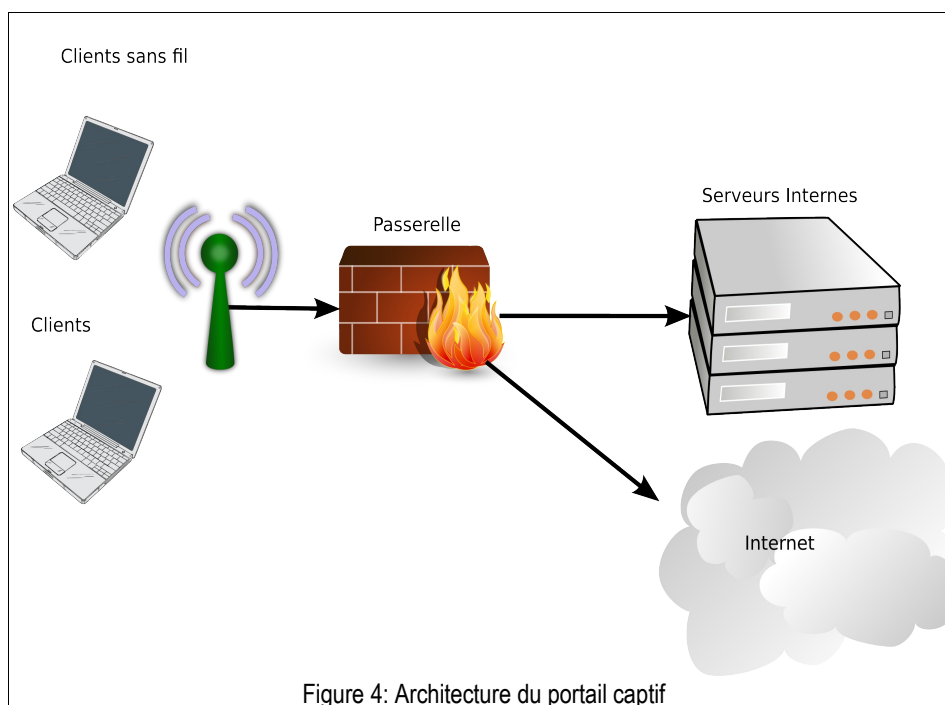 Clients sans fil
Passerelle
Serveurs Internes
Clients
Internet
Figure 4: Architecture du portail captif